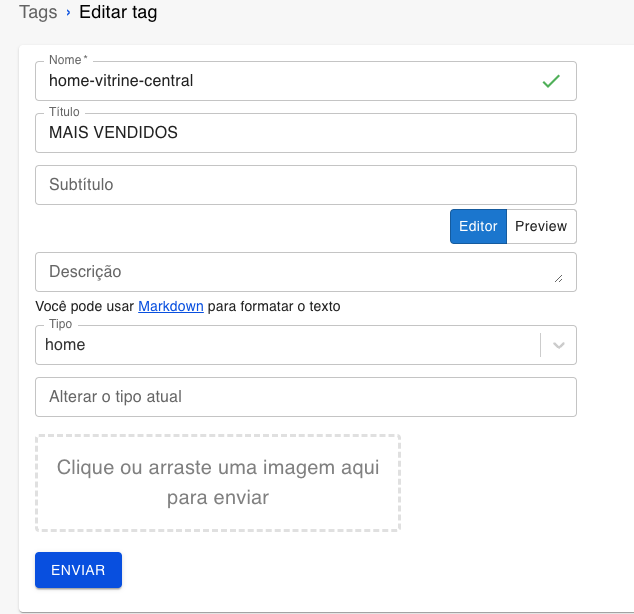 Tags › Editar tag
Nome *
home-vitrine-central
Título
MAIS VENDIDOS
Subtítulo
Editor Preview
Descrição
Você pode usar Markdown para formatar o texto
Tipo
home
Alterar o tipo atual
Clique ou arraste uma imagem aqui
para enviar
ENVIAR